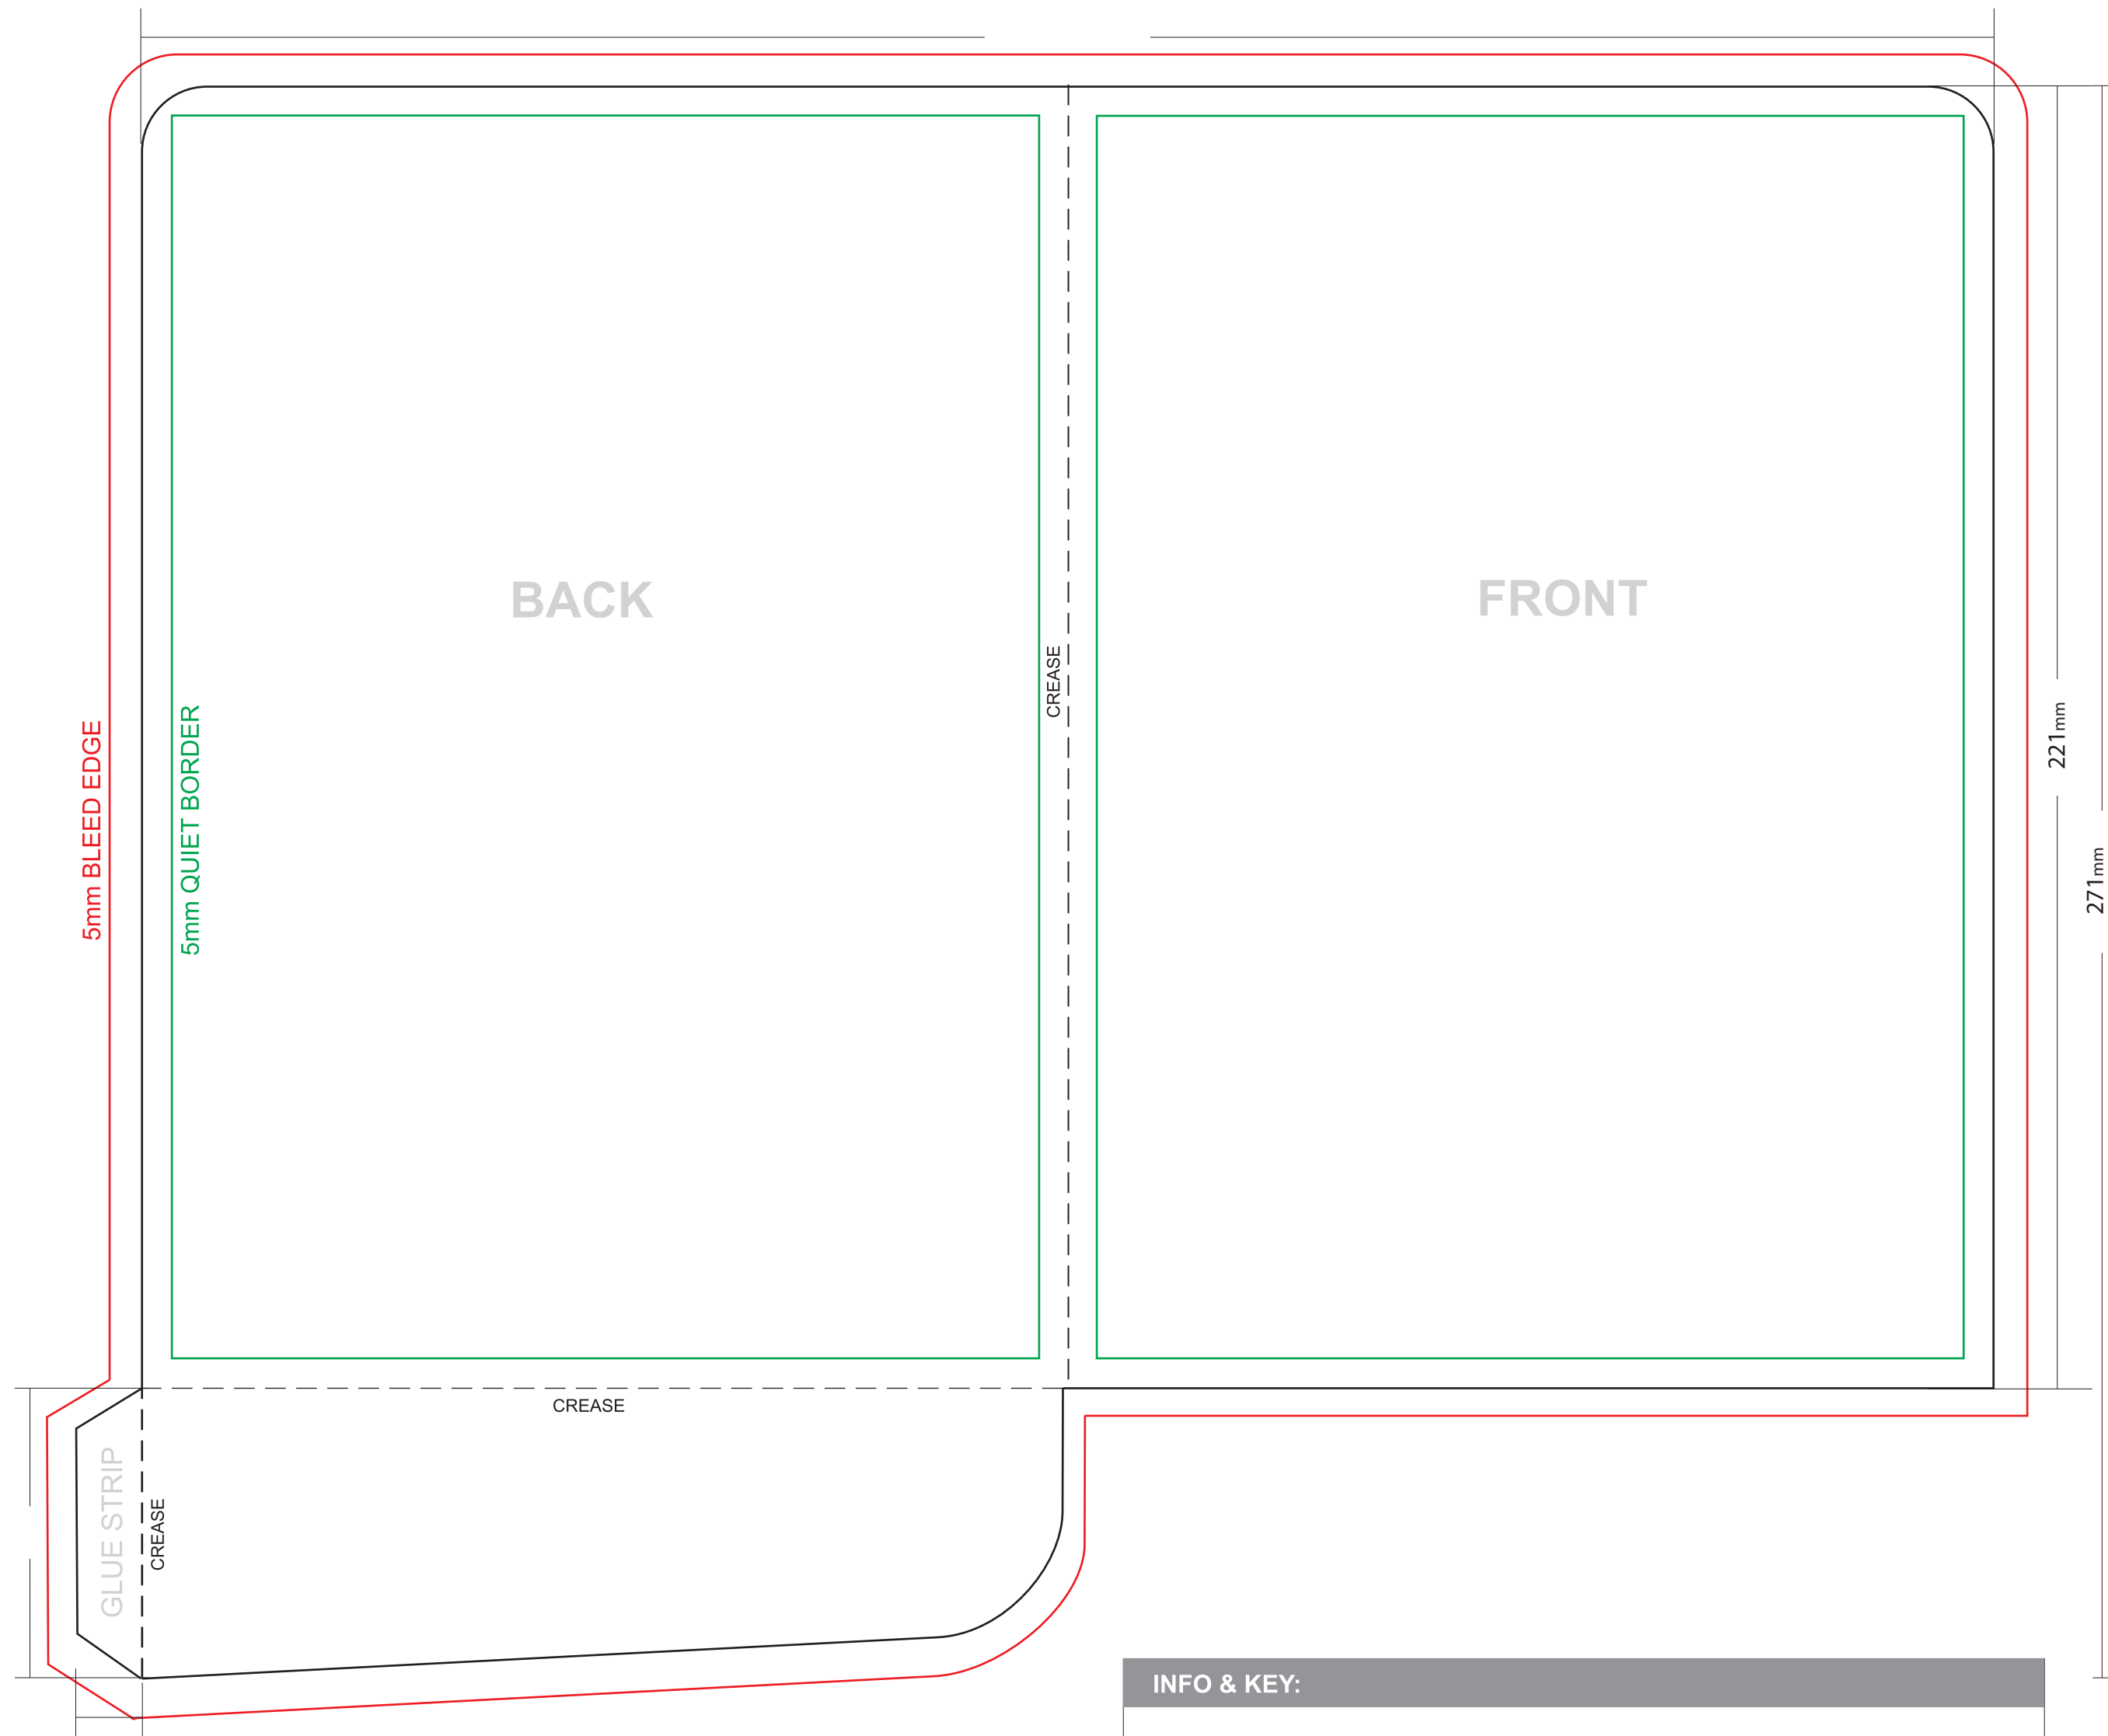 BACK
FRONT
CREASE
5mm BLEED EDGE
5mm QUIET BORDER
221mm
271mm
CREASE
GLUE STRIP
CREASE
INFO & KEY: